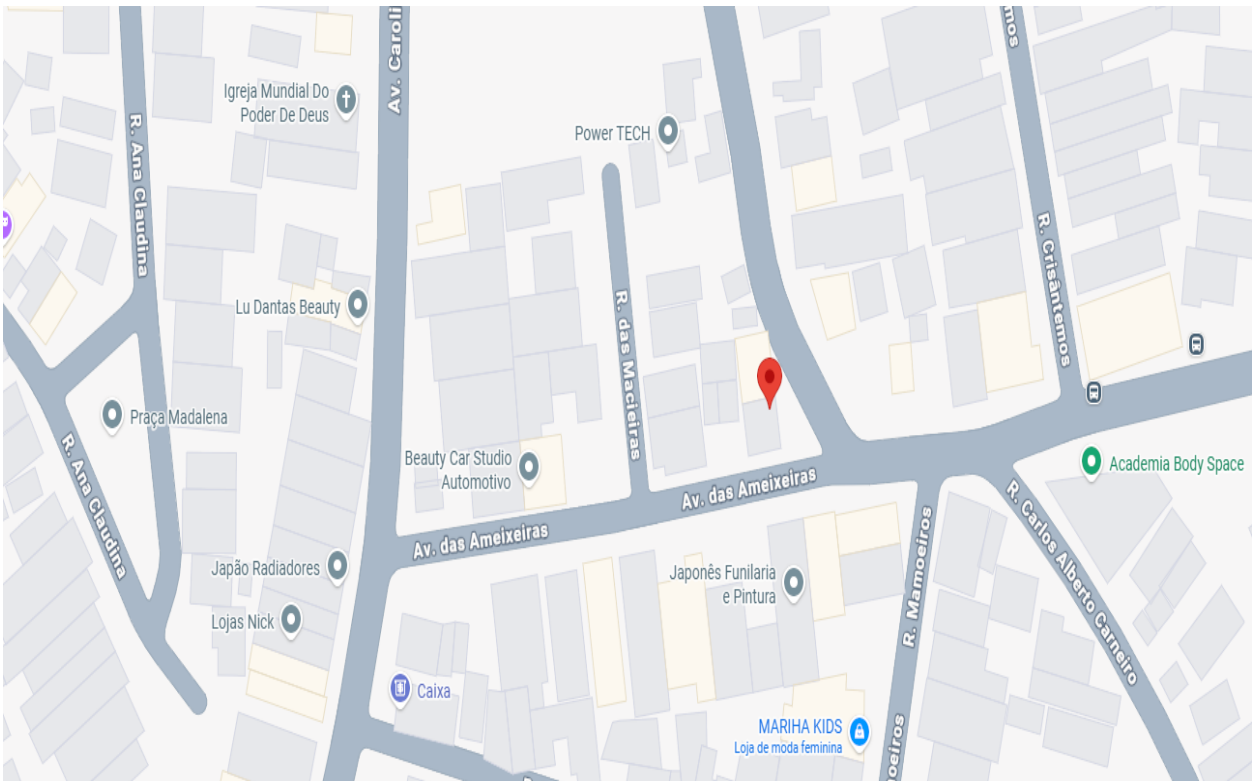 Av. Caroli
mos
Igreja Mundial Do
Poder De Deus
Power TECH
R. Ana Claudina
R. Crisântemos
Lu Dantas Beauty
R. das Macieiras
Praça Madalena
R. Ana Claudina
Beauty Car Studio
Automotivo
Av. das Ameixeiras
Academia Body Space
Av. das Ameixeiras
R. Carlos Alberto Carneiro
Japão Radiadores
Japonês Funilaria
e Pintura
R. Mamoeiros
Lojas Nick
Caixa
MARIHA KIDS
Loja de moda feminina
oeiros